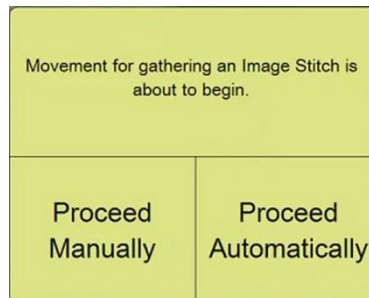 Movement for gathering an Image Stitch is
about to begin.
Proceed
Manually
Proceed
Automatically